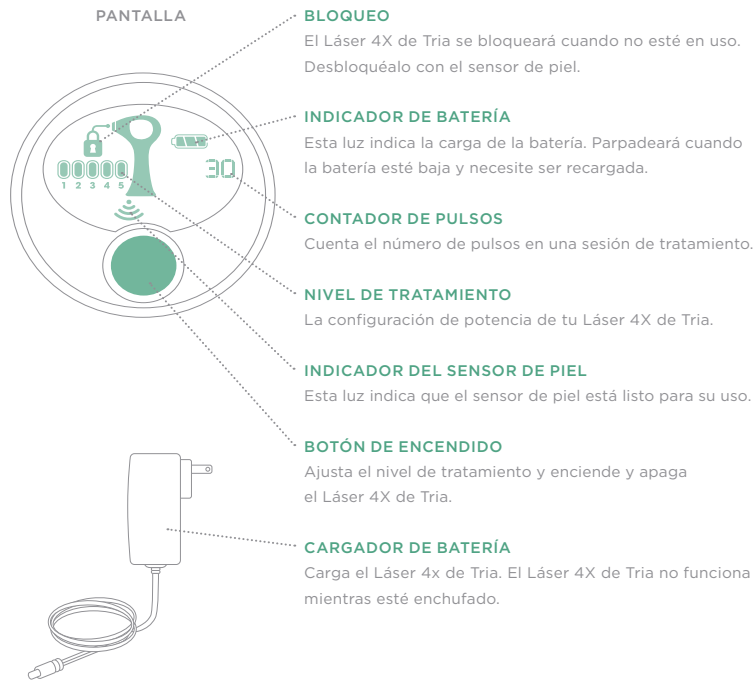 PANTALLA
BLOQUEO
El Láser 4X de Tria se bloqueará cuando no esté en uso.
Desbloquéalo con el sensor de piel.
INDICADOR DE BATERÍA
Esta luz indica la carga de la batería. Parpadeará cuando
la batería esté baja y necesite ser recargada.
30
1 2 3 4 5
CONTADOR DE PULSOS
Cuenta el número de pulsos en una sesión de tratamiento.
NIVEL DE TRATAMIENTO
La configuración de potencia de tu Láser 4X de Tria.
INDICADOR DEL SENSOR DE PIEL
Esta luz indica que el sensor de piel está listo para su uso.
BOTÓN DE ENCENDIDO
Ajusta el nivel de tratamiento y enciende y apaga
el Láser 4X de Tria.
CARGADOR DE BATERÍA
Carga el Láser 4x de Tria. El Láser 4X de Tria no funciona
mientras esté enchufado.